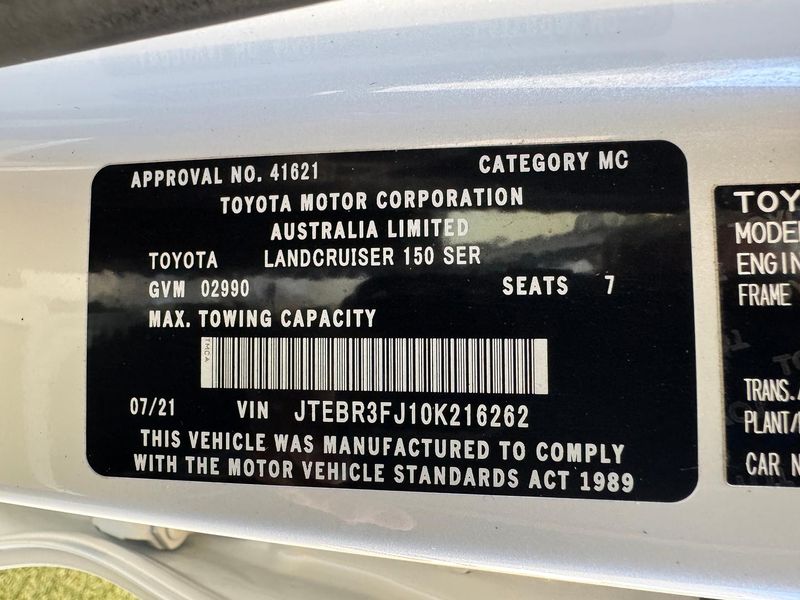 APPROVAL NO. 41621 CATEGORY MC
TOYOTA MOTOR CORPORATION
AUSTRALIA LIMITED
TOYOTA LANDCRUISER 150 SER
GVM 02990 SEATS 7
MAX. TOWING CAPACITY
TMCA
07/21 VIN JTEBR3FJ10K216262
THIS VEHICLE WAS MANUFACTURED TO COMPLY
WITH THE MOTOR VEHICLE STANDARDS ACT 1989
TOY
MODE
ENGIN
FRAME
TRANS./
PLANT/
CAR N